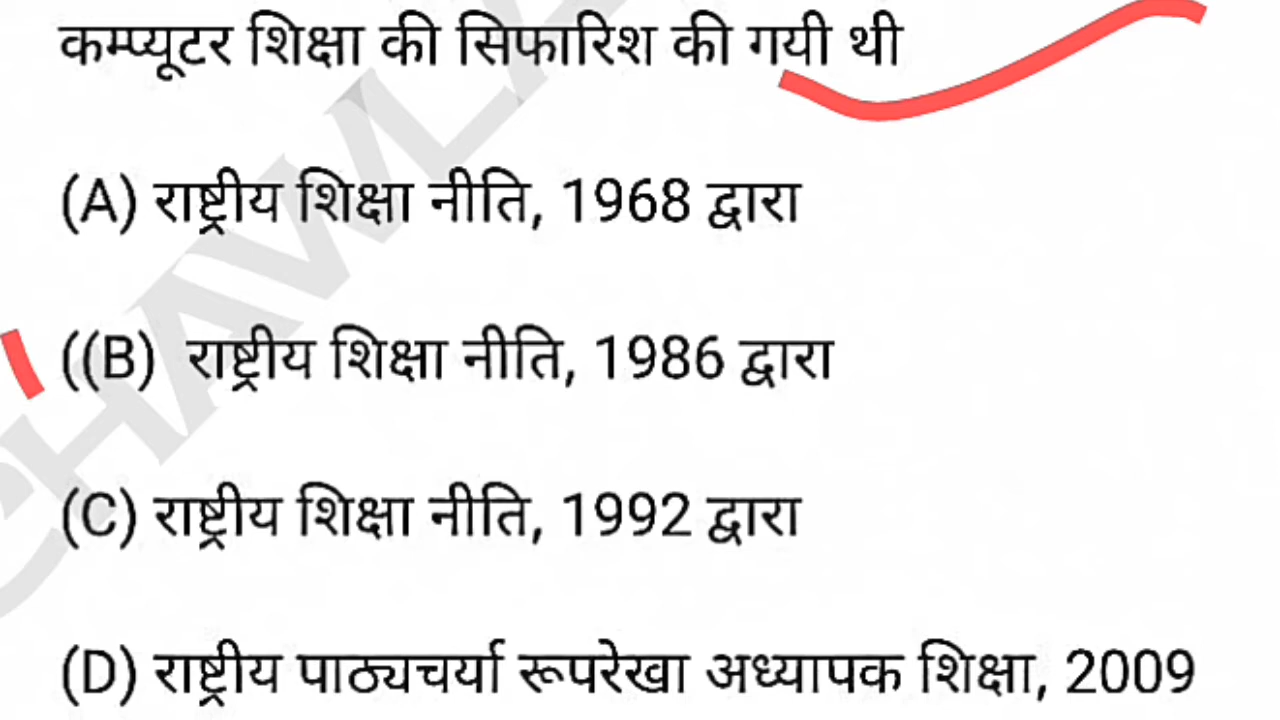 कम्प्यूटर शिक्षा की सिफारिश की गयी थी
(A) राष्ट्रीय शिक्षा नीति, 1968 द्वारा
((B) राष्ट्रीय शिक्षा नीति, 1986 द्वारा
(C) राष्ट्रीय शिक्षा नीति, 1992 द्वारा
(D) राष्ट्रीय पाठ्यचर्या रूपरेखा अध्यापक शिक्षा, 2009